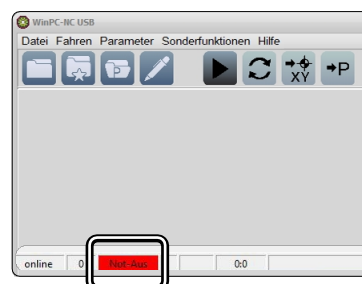 WinPC-NC USB
Datei Fahren Parameter Sonderfunktionen Hilfe
P XY P
online 0 Not-Aus 0:0